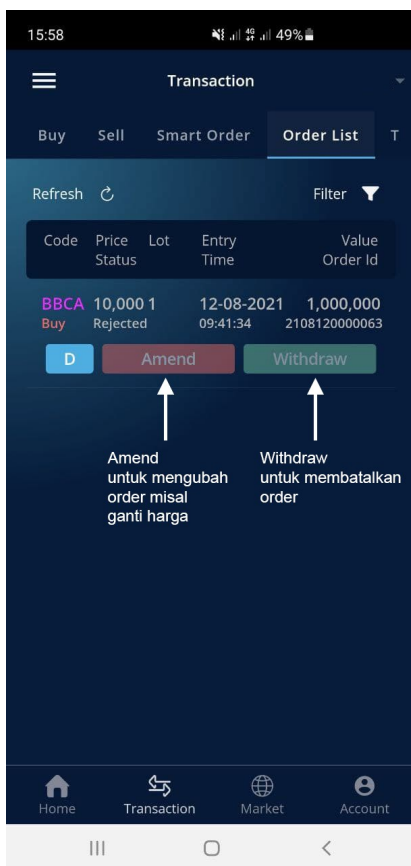 15:58 4G 49%
Transaction
Buy Sell Smart Order Order List T
Refresh Filter
Code Price Lot Entry Value
Status Time Order Id
BBCA 10,000 1 12-08-2021 1,000,000
Buy Rejected 09:41:34 2108120000063
D Amend Withdraw
Amend
untuk mengubah
order misal
ganti harga
Withdraw
untuk membatalkan
order
Home Transaction Market Account